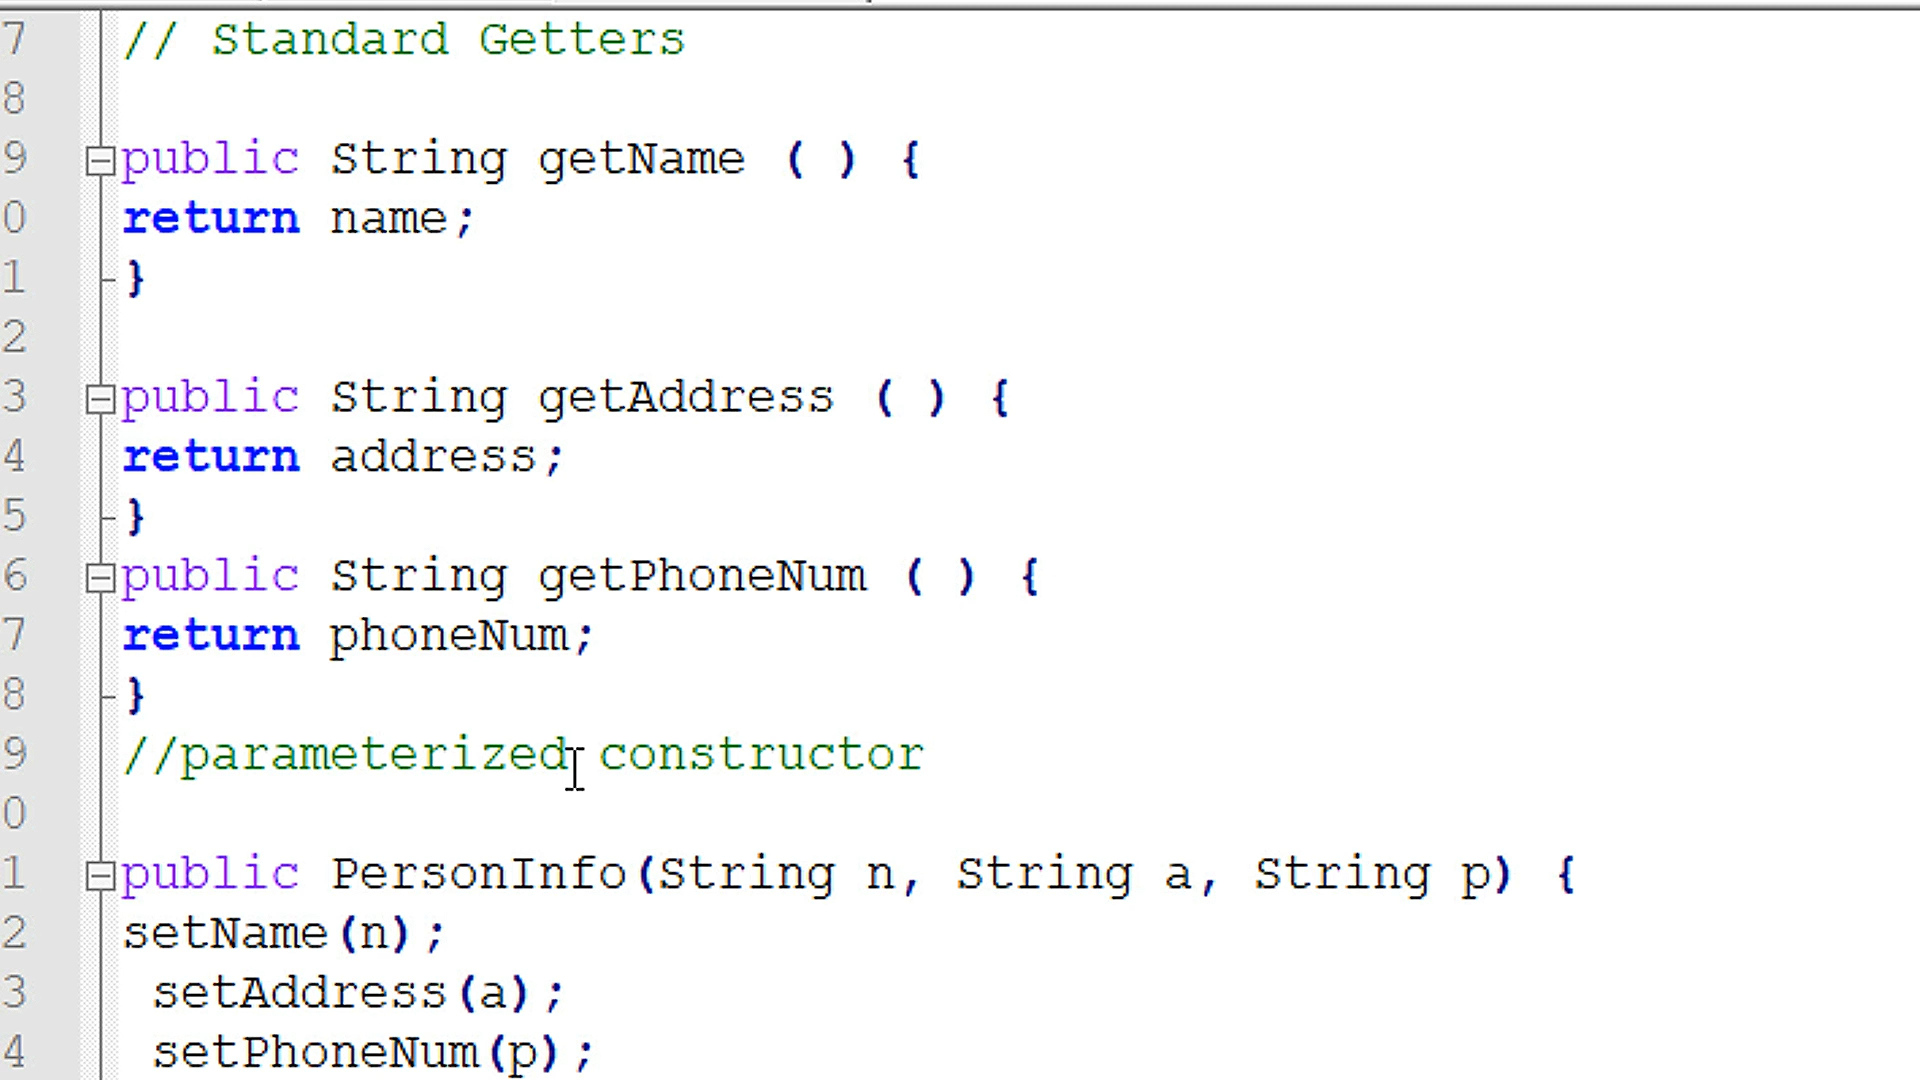 7 // Standard Getters
8
9 public String getName ( ) {
0 return name;
1 }
2
3 public String getAddress ( ) {
4 return address;
5 }
6 public String getPhoneNum ( ) {
7 return phoneNum;
8 }
9 //parameterized constructor
0
1 public PersonInfo(String n, String a, String p) {
2 setName(n);
3 setAddress(a);
4 setPhoneNum(p);